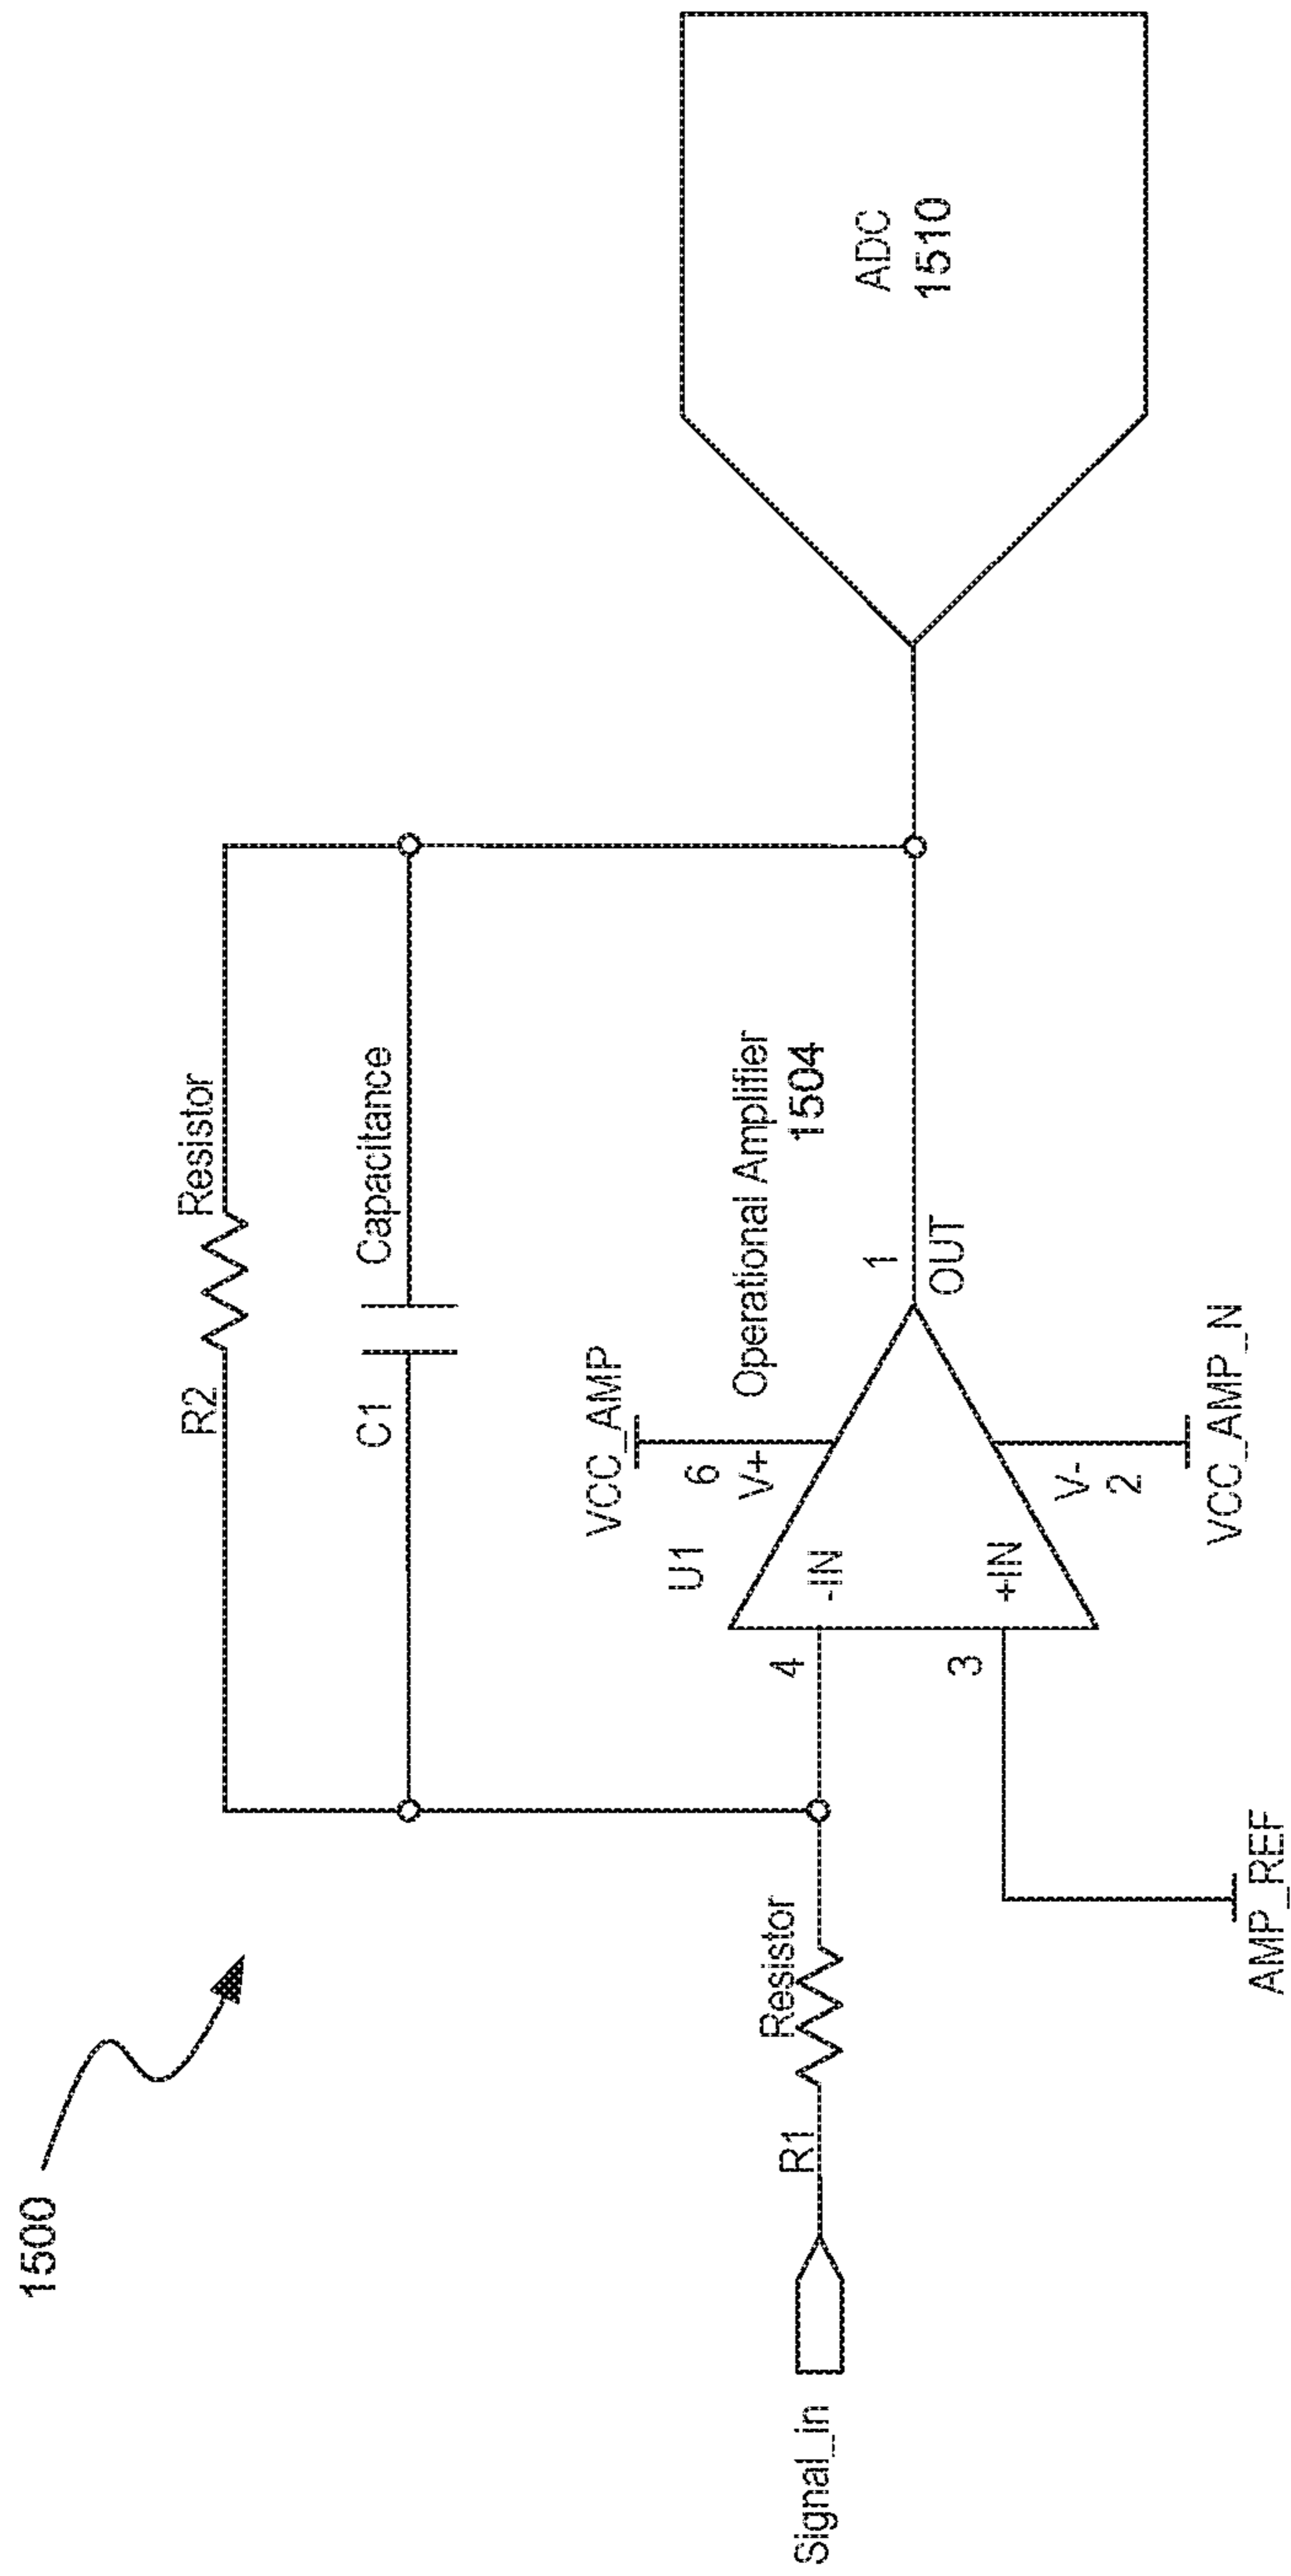 1500
R2
Resistor
C1
Capacitance
VCC_AMP
6
V+
U1
Operational Amplifier
1504
-IN
+IN
4
3
1
OUT
V-
2
VCC_AMP_N
Signal_in
R1
Resistor
AMP_REF
ADC
1510